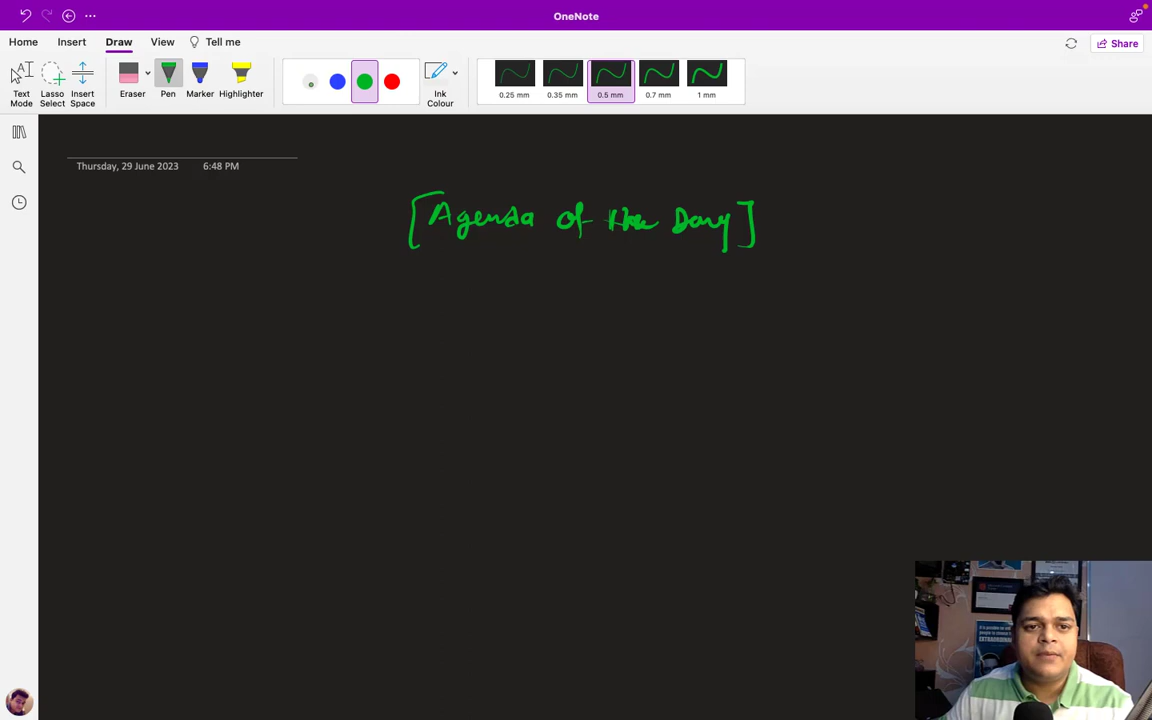 OneNote
Home Insert Draw View Tell me
Share
Text Mode
Lasso Select
Insert Space
Eraser
Pen
Marker
Highlighter
Ink Colour
0.25 mm
0.35 mm
0.5 mm
0.7 mm
1 mm
Thursday, 29 June 2023 6:48 PM
[Agenda of the Day]
EXTRAORDINARY